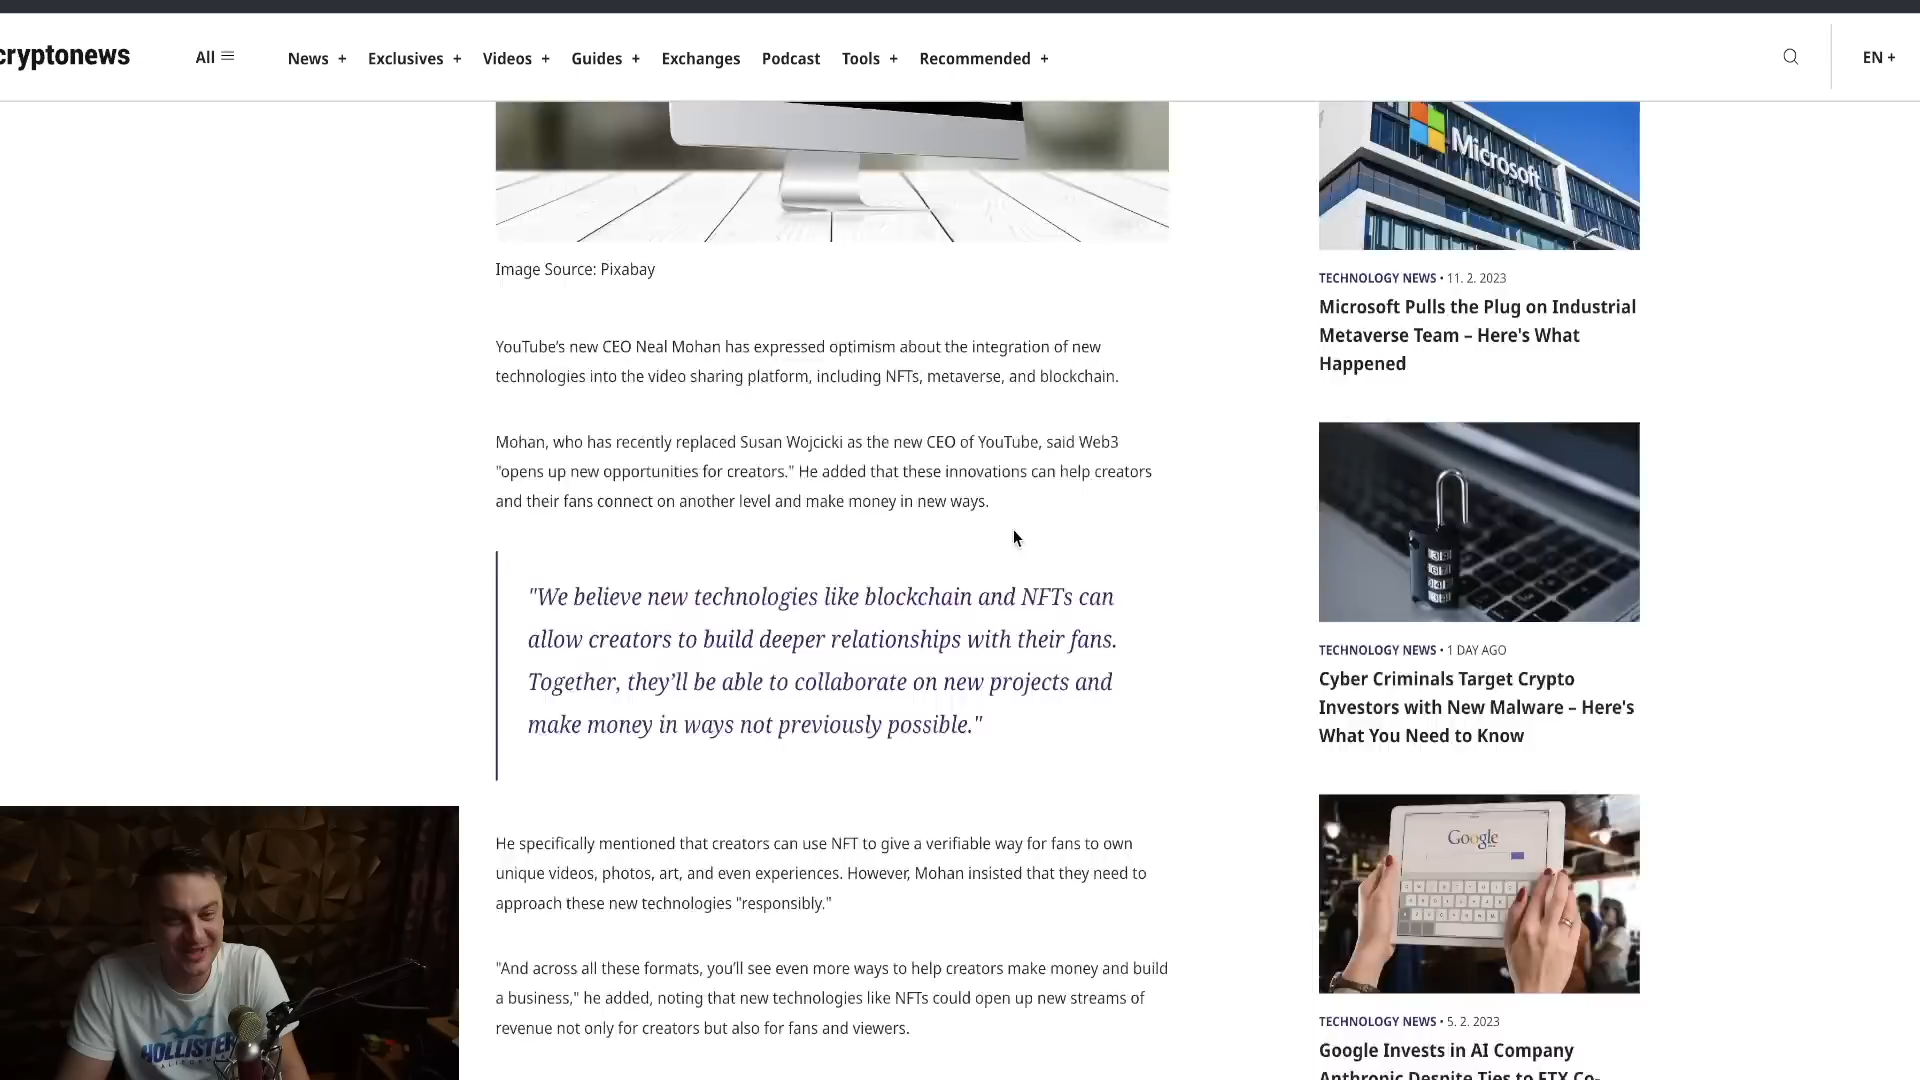 cryptonews
All
News +
Exclusives +
Videos +
Guides +
Exchanges
Podcast
Tools +
Recommended +
EN +
Image Source: Pixabay
YouTube's new CEO Neal Mohan has expressed optimism about the integration of new
technologies into the video sharing platform, including NFTs, metaverse, and blockchain.
Mohan, who has recently replaced Susan Wojcicki as the new CEO of YouTube, said Web3
"opens up new opportunities for creators." He added that these innovations can help creators
and their fans connect on another level and make money in new ways.
"We believe new technologies like blockchain and NFTs can
allow creators to build deeper relationships with their fans.
Together, they'll be able to collaborate on new projects and
make money in ways not previously possible."
He specifically mentioned that creators can use NFT to give a verifiable way for fans to own
unique videos, photos, art, and even experiences. However, Mohan insisted that they need to
approach these new technologies "responsibly."
"And across all these formats, you'll see even more ways to help creators make money and build
a business," he added, noting that new technologies like NFTs could open up new streams of
revenue not only for creators but also for fans and viewers.
Microsoft
TECHNOLOGY NEWS • 11. 2. 2023
Microsoft Pulls the Plug on Industrial
Metaverse Team – Here's What
Happened
TECHNOLOGY NEWS • 1 DAY AGO
Cyber Criminals Target Crypto
Investors with New Malware – Here's
What You Need to Know
Google
TECHNOLOGY NEWS • 5. 2. 2023
Google Invests in AI Company
Anthropic Despite Ties to FTX Co-
HOLLISTER